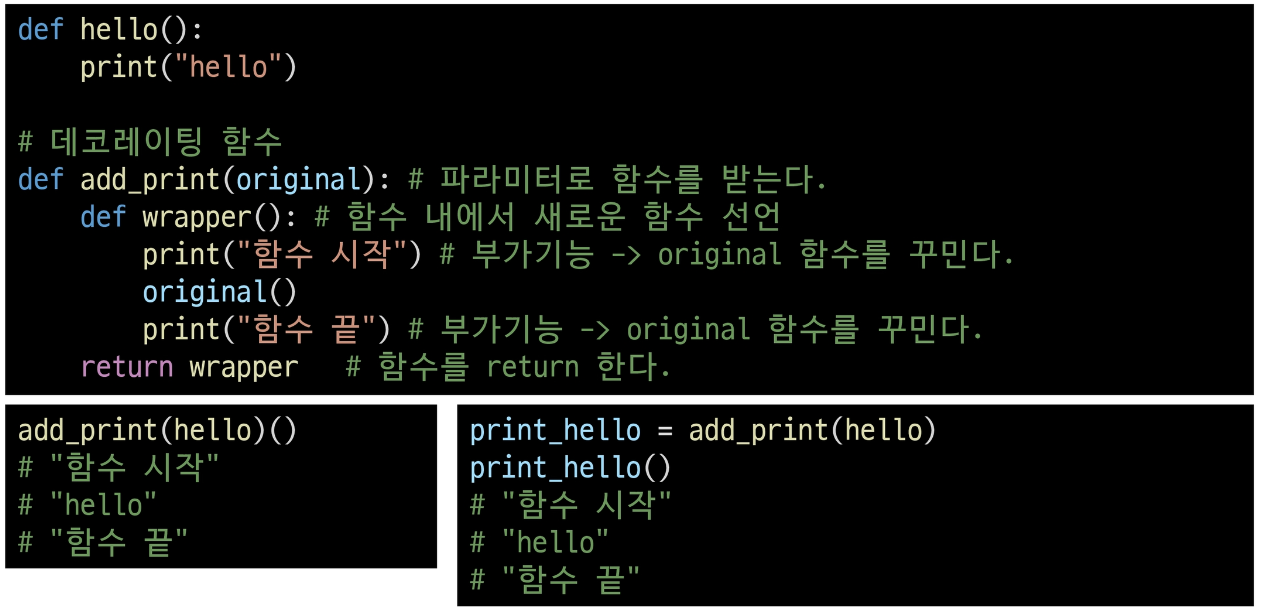 def hello():
    print("hello")

# 데코레이팅 함수
def add_print(original): # 파라미터로 함수를 받는다.
    def wrapper(): # 함수 내에서 새로운 함수 선언
        print("함수 시작") # 부가기능 -> original 함수를 꾸민다.
        original()
        print("함수 끝") # 부가기능 -> original 함수를 꾸민다.
    return wrapper   # 함수를 return 한다.

add_print(hello)()
# "함수 시작"
# "hello"
# "함수 끝"

print_hello = add_print(hello)
print_hello()
# "함수 시작"
# "hello"
# "함수 끝"